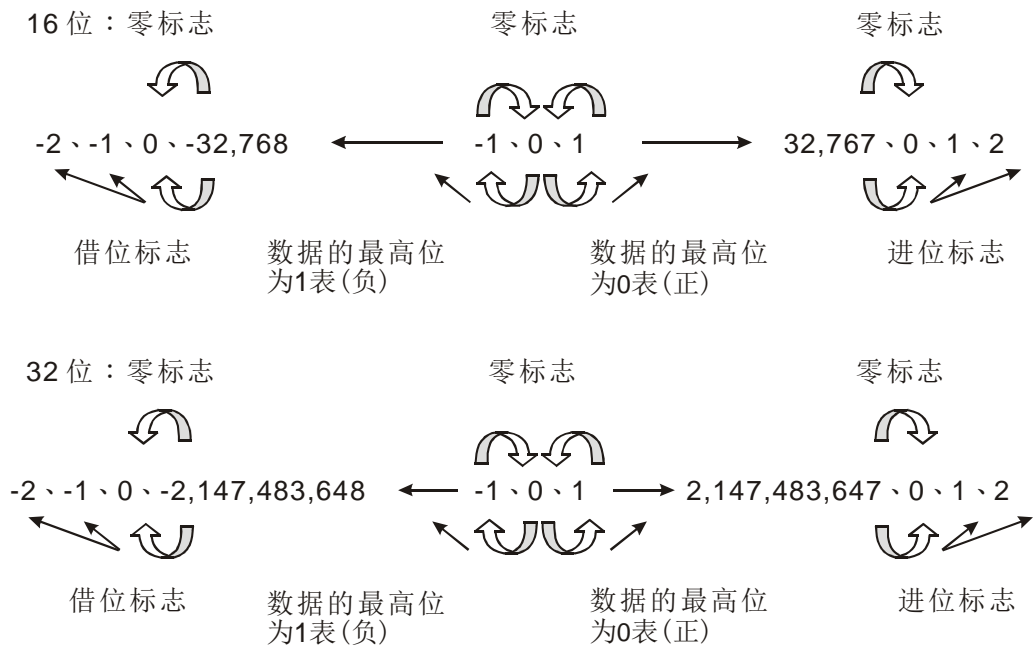 16 位：零标志 零标志 零标志
-2、-1、0、-32,768 -1、0、1 32,767、0、1、2
借位标志 数据的最高位 数据的最高位 进位标志
为1表(负) 为0表(正)
32 位：零标志 零标志 零标志
-2、-1、0、-2,147,483,648 -1、0、1 2,147,483,647、0、1、2
借位标志 数据的最高位 数据的最高位 进位标志
为1表(负) 为0表(正)